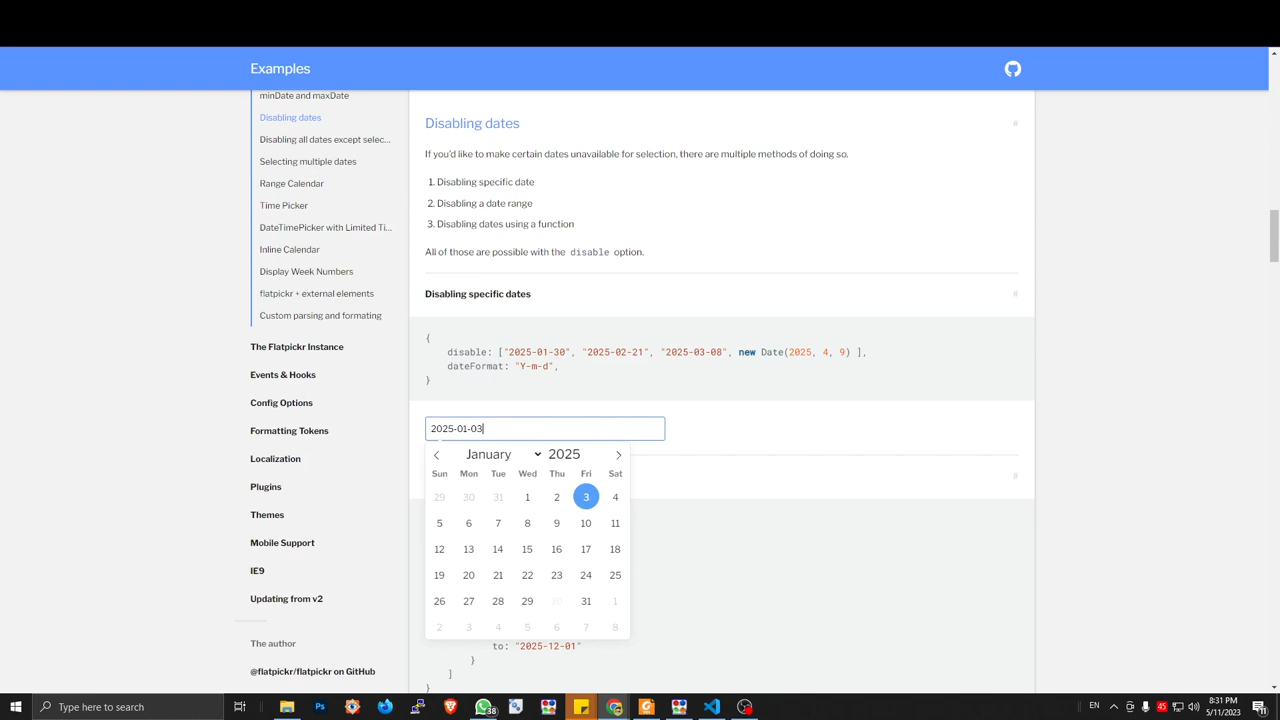 Examples
minDate and maxDate
Disabling dates
Disabling all dates except selec...
Selecting multiple dates
Range Calendar
Time Picker
DateTimePicker with Limited Ti...
Inline Calendar
Display Week Numbers
flatpickr + external elements
Custom parsing and formating
The Flatpickr Instance
Events & Hooks
Config Options
Formatting Tokens
Localization
Plugins
Themes
Mobile Support
IE9
Updating from v2
The author
@flatpickr/flatpickr on GitHub
Disabling dates #
If you'd like to make certain dates unavailable for selection, there are multiple methods of doing so.
1. Disabling specific date
2. Disabling a date range
3. Disabling dates using a function
All of those are possible with the disable option.
Disabling specific dates #
{
disable: ["2025-01-30", "2025-02-21", "2025-03-08", new Date(2025, 4, 9) ],
dateFormat: "Y-m-d",
}
2025-01-03
January 2025
#
Sun Mon Tue Wed Thu Fri Sat
29 30 31 1 2 3 4
5 6 7 8 9 10 11
12 13 14 15 16 17 18
19 20 21 22 23 24 25
26 27 28 29 30 31 1
2 3 4 5 6 7 8
to: "2025-12-01"
}
]
}
Type here to search
38
EN
45
8:31 PM
5/11/2023